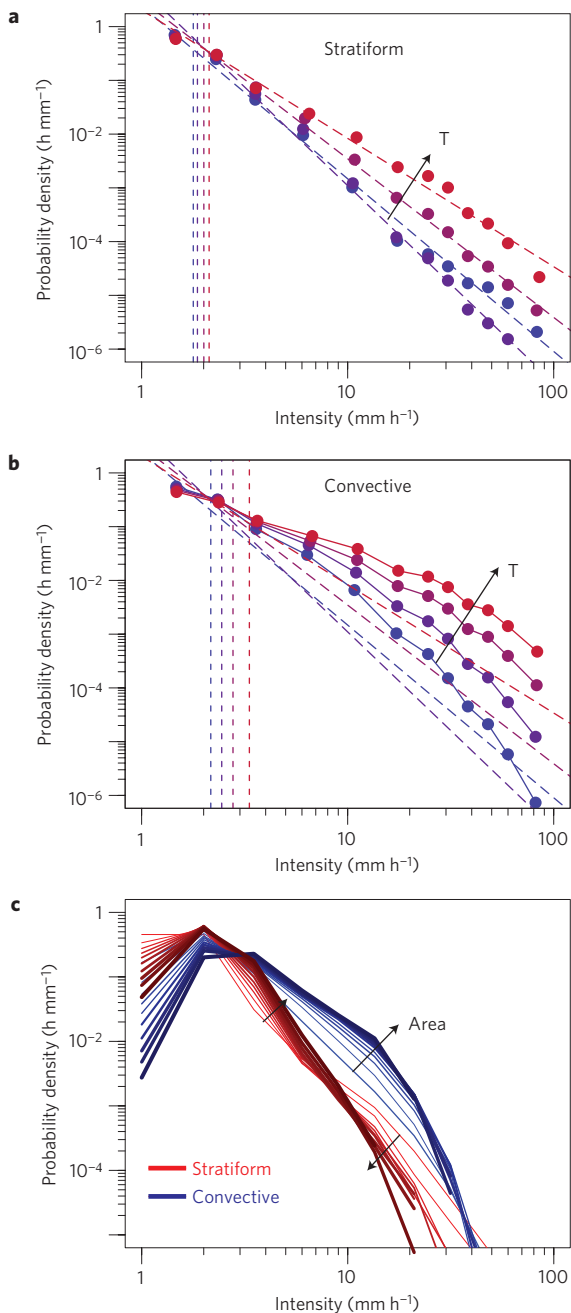 a
Stratiform
T
Probability density (h mm⁻¹)
1
10⁻²
10⁻⁴
10⁻⁶
1
10
100
Intensity (mm h⁻¹)
b
Convective
T
Probability density (h mm⁻¹)
1
10⁻²
10⁻⁴
10⁻⁶
1
10
100
Intensity (mm h⁻¹)
c
Area
Probability density (h mm⁻¹)
1
10⁻²
10⁻⁴
Stratiform
Convective
1
10
100
Intensity (mm h⁻¹)